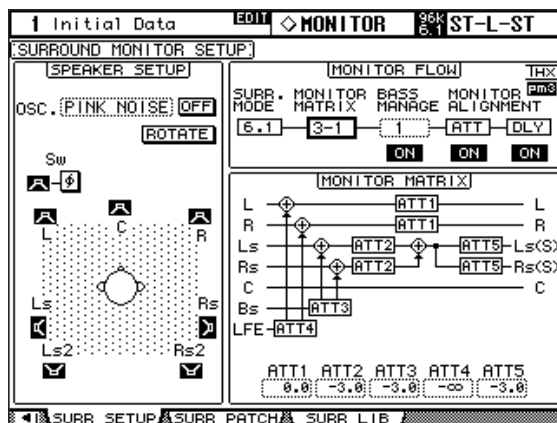 1 Initial Data EDIT ◇MONITOR 96k 6.1 ST-L-ST
SURROUND MONITOR SETUP
SPEAKER SETUP
OSC. PINK NOISE OFF
ROTATE
Sw
ϕ
L C R
Ls Rs
Ls2 Rs2
MONITOR FLOW
THX
pm3
SURR. MODE MONITOR MATRIX BASS MANAGE MONITOR ALIGNMENT
6.1 3-1 1 ATT DLY
ON ON ON
MONITOR MATRIX
L ATT1 L
R ATT1 R
Ls ATT2 ATT5 Ls(S)
Rs ATT2 ATT5 Rs(S)
C C
Bs ATT3
LFE ATT4
ATT1 ATT2 ATT3 ATT4 ATT5
0.0 -3.0 -3.0 -∞ -3.0
SURR SETUP SURR PATCH SURR LIB